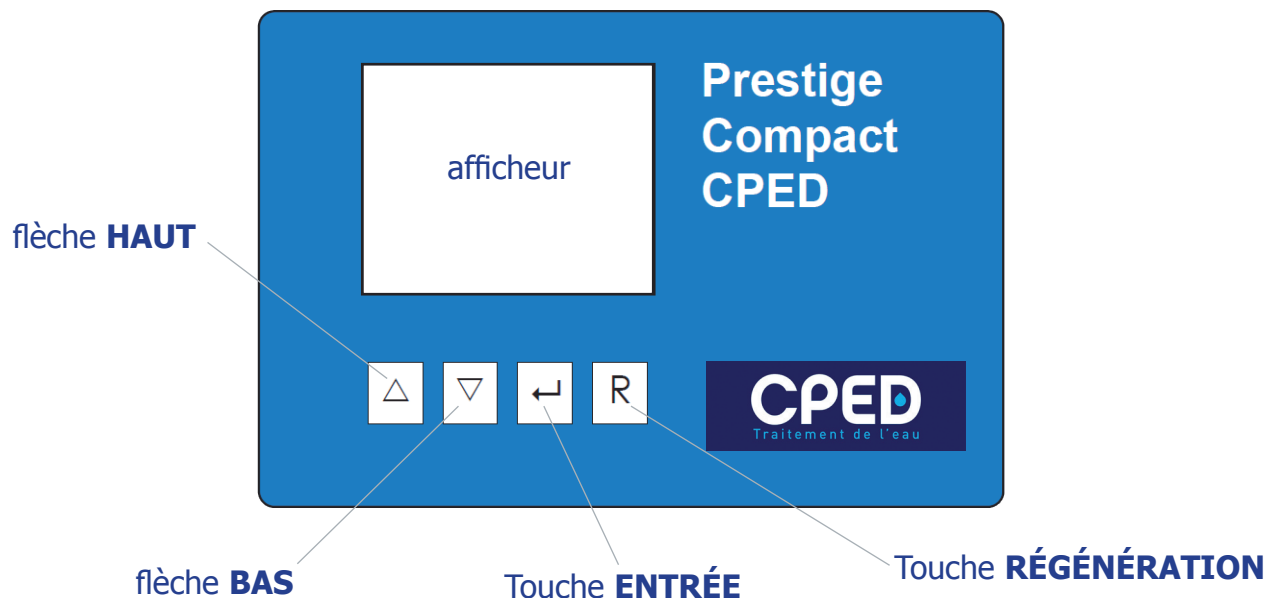 Prestige
Compact
CPED
afficheur
flèche HAUT
R
CPED
Traitement de l'eau
flèche BAS
Touche ENTRÉE
Touche RÉGÉNÉRATION